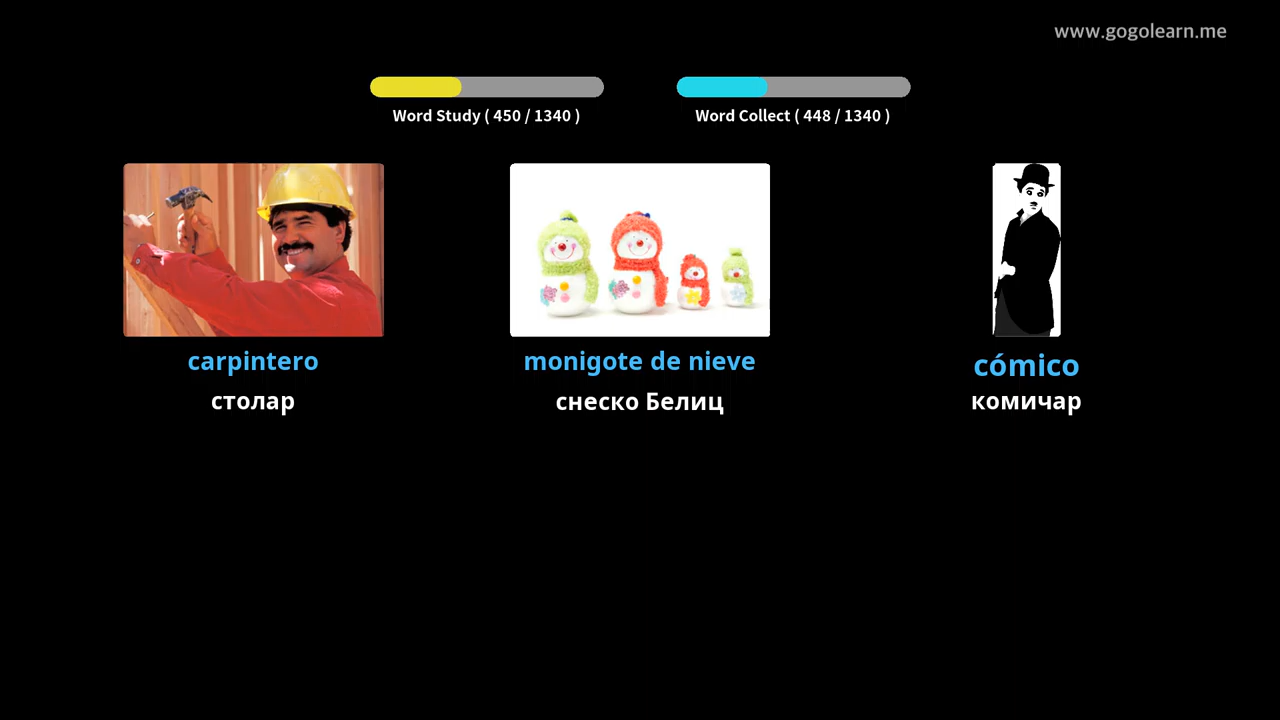 www.gogolearn.me
Word Study ( 450 / 1340 )
Word Collect ( 448 / 1340 )
carpintero
monigote de nieve
cómico
столар
снеско Белиц
комичар